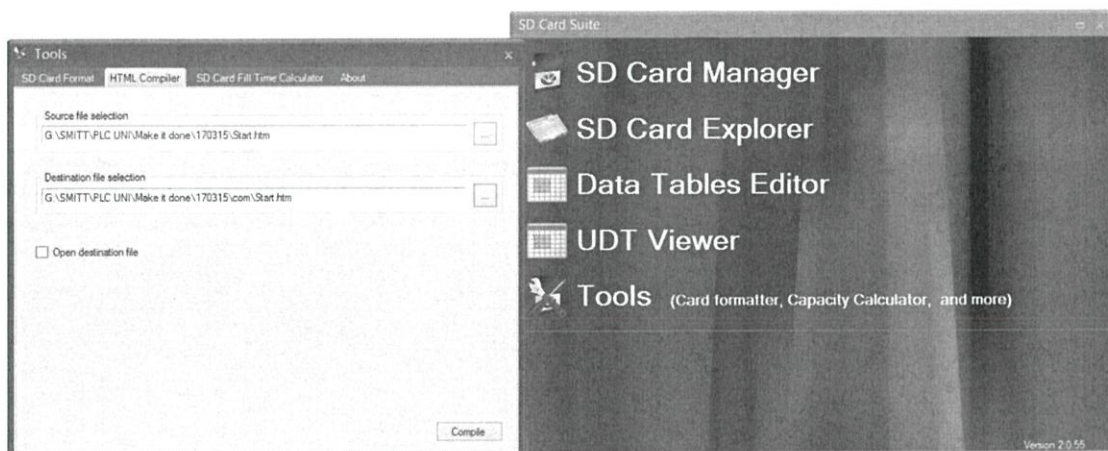 Tools
SD Card Format HTML Compiler SD Card Fill Time Calculator About
Source file selection
G:\SMITT\PLC UNI\Make it done\170315\Start.htm
...
Destination file selection
G:\SMITT\PLC UNI\Make it done\170315\com\Start.htm
...
Open destination file
Compile
SD Card Suite
SD Card Manager
SD Card Explorer
Data Tables Editor
UDT Viewer
Tools (Card formatter, Capacity Calculator, and more)
Version 2.0.55